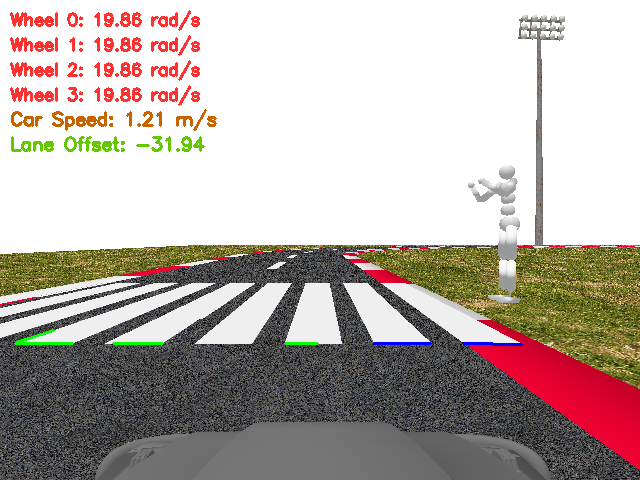 Wheel 0: 19.86 rad/s
Wheel 1: 19.86 rad/s
Wheel 2: 19.86 rad/s
Wheel 3: 19.86 rad/s
Car Speed: 1.21 m/s
Lane Offset: -31.94